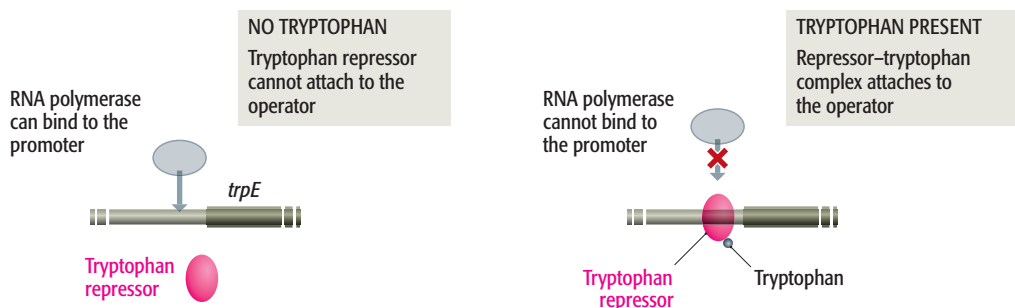 NO TRYPTOPHAN
Tryptophan repressor
cannot attach to the
operator
RNA polymerase
can bind to the
promoter
trpE
Tryptophan
repressor
TRYPTOPHAN PRESENT
Repressor–tryptophan
complex attaches to
the operator
RNA polymerase
cannot bind to
the promoter
Tryptophan
repressor
Tryptophan